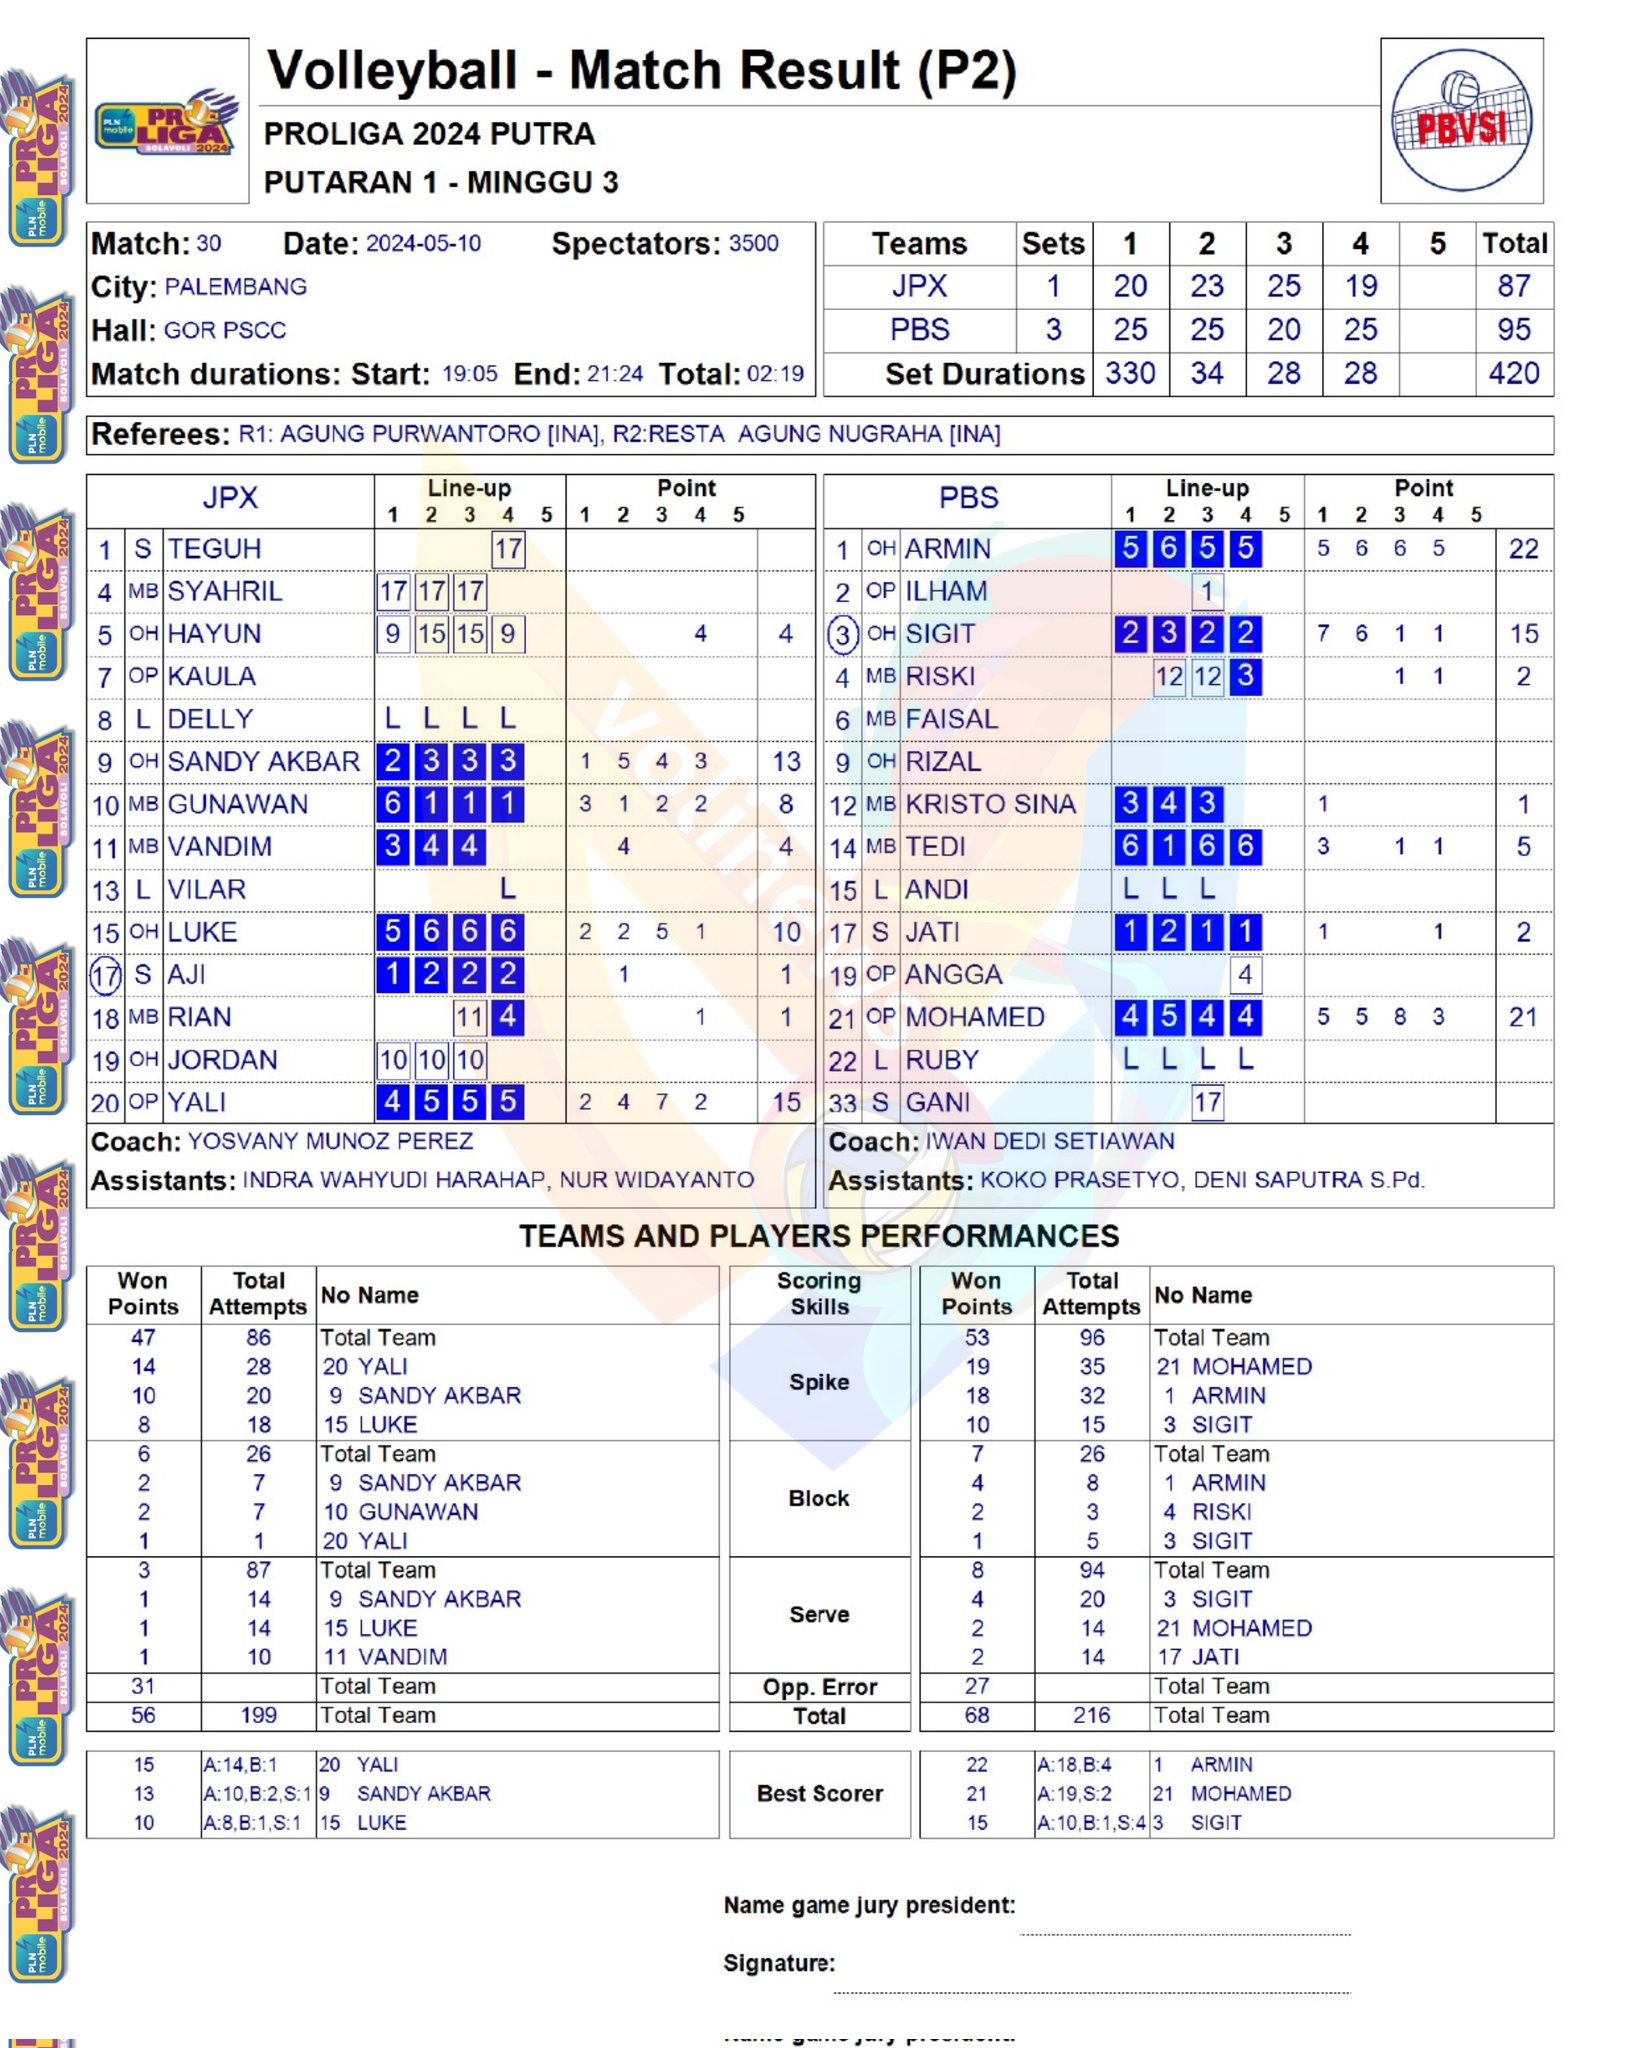 Volleyball - Match Result (P2)
PROLIGA 2024 PUTRA
PUTARAN 1 - MINGGU 3
PLN mobile PROLIGA BOLAVOLI 2024
PBVSI
Match: 30 Date: 2024-05-10 Spectators: 3500
City: PALEMBANG
Hall: GOR PSCC
Match durations: Start: 19:05 End: 21:24 Total: 02:19
Teams Sets 1 2 3 4 5 Total
JPX 1 20 23 25 19 87
PBS 3 25 25 20 25 95
Set Durations 330 34 28 28 420
Referees: R1: AGUNG PURWANTORO [INA], R2:RESTA AGUNG NUGRAHA [INA]
JPX Line-up Point
1 2 3 4 5 1 2 3 4 5
1 S TEGUH 17
4 MB SYAHRIL 17 17 17
5 OH HAYUN 9 15 15 9 4 4
7 OP KAULA
8 L DELLY L L L L
9 OH SANDY AKBAR 2 3 3 3 1 5 4 3 13
10 MB GUNAWAN 6 1 1 1 3 1 2 2 8
11 MB VANDIM 3 4 4 4 4
13 L VILAR L
15 OH LUKE 5 6 6 6 2 2 5 1 10
17 S AJI 1 2 2 2 1 1
18 MB RIAN 11 4 1 1
19 OH JORDAN 10 10 10
20 OP YALI 4 5 5 5 2 4 7 2 15
Coach: YOSVANY MUNOZ PEREZ
Assistants: INDRA WAHYUDI HARAHAP, NUR WIDAYANTO
PBS Line-up Point
1 2 3 4 5 1 2 3 4 5
1 OH ARMIN 5 6 5 5 5 6 6 5 22
2 OP ILHAM 1
3 OH SIGIT 2 3 2 2 7 6 1 1 15
4 MB RISKI 12 12 3 1 1 2
6 MB FAISAL
9 OH RIZAL
12 MB KRISTO SINA 3 4 3 1 1
14 MB TEDI 6 1 6 6 3 1 1 5
15 L ANDI L L L
17 S JATI 1 2 1 1 1 1 2
19 OP ANGGA 4
21 OP MOHAMED 4 5 4 4 5 5 8 3 21
22 L RUBY L L L L
33 S GANI 17
Coach: IWAN DEDI SETIAWAN
Assistants: KOKO PRASETYO, DENI SAPUTRA S.Pd.
volinews
TEAMS AND PLAYERS PERFORMANCES
Won Points Total Attempts No Name Scoring Skills Won Points Total Attempts No Name
47 86 Total Team Spike 53 96 Total Team
14 28 20 YALI 19 35 21 MOHAMED
10 20 9 SANDY AKBAR 18 32 1 ARMIN
8 18 15 LUKE 10 15 3 SIGIT
6 26 Total Team Block 7 26 Total Team
2 7 9 SANDY AKBAR 4 8 1 ARMIN
2 7 10 GUNAWAN 2 3 4 RISKI
1 1 20 YALI 1 5 3 SIGIT
3 87 Total Team Serve 8 94 Total Team
1 14 9 SANDY AKBAR 4 20 3 SIGIT
1 14 15 LUKE 2 14 21 MOHAMED
1 10 11 VANDIM 2 14 17 JATI
31 Total Team Opp. Error 27 Total Team
56 199 Total Team Total 68 216 Total Team
15 A:14,B:1 20 YALI Best Scorer 22 A:18,B:4 1 ARMIN
13 A:10,B:2,S:1 9 SANDY AKBAR 21 A:19,S:2 21 MOHAMED
10 A:8,B:1,S:1 15 LUKE 15 A:10,B:1,S:4 3 SIGIT
Name game jury president:
Signature: